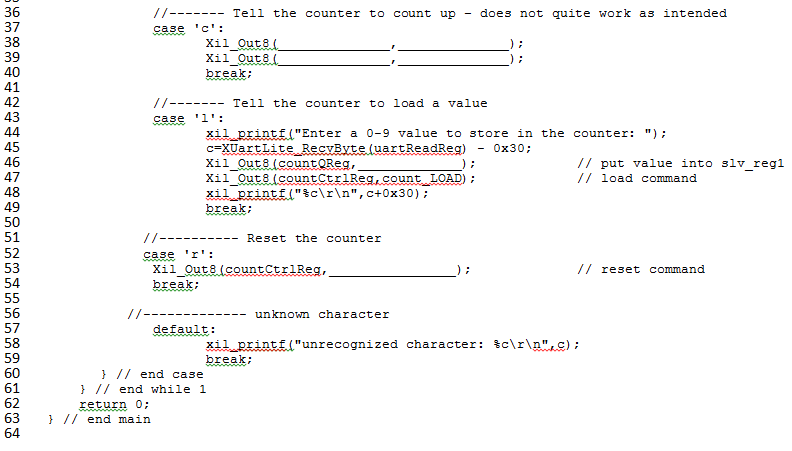 36 //------- Tell the counter to count up - does not quite work as intended
37 case 'c':
38 Xil_Out8(_______________,_______________);
39 Xil_Out8(_______________,_______________);
40 break;
41
42 //------- Tell the counter to load a value
43 case 'l':
44 xil_printf("Enter a 0-9 value to store in the counter: ");
45 c=XUartLite_RecvByte(uartReadReg) - 0x30;
46 Xil_Out8(countQReg,______________); // put value into slv_reg1
47 Xil_Out8(countCtrlReg,count_LOAD); // load command
48 xil_printf("%c\r\n",c+0x30);
49 break;
50
51 //---------- Reset the counter
52 case 'r':
53 Xil_Out8(countCtrlReg,________________); // reset command
54 break;
55
56 //------------- unknown character
57 default:
58 xil_printf("unrecognized character: %c\r\n",c);
59 break;
60 } // end case
61 } // end while 1
62 return 0;
63 } // end main
64